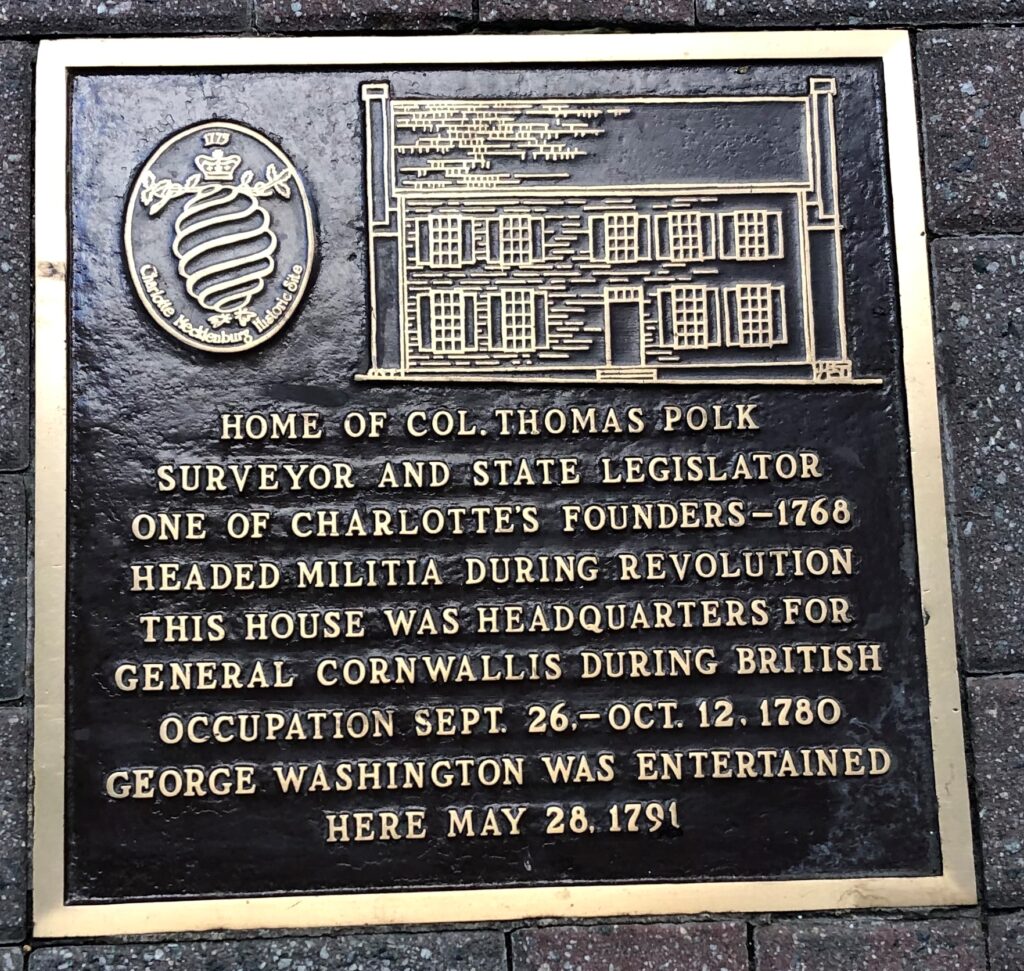 1775
Charlotte Mecklenburg Historic Site
HOME OF COL. THOMAS POLK
SURVEYOR AND STATE LEGISLATOR
ONE OF CHARLOTTE'S FOUNDERS–1768
HEADED MILITIA DURING REVOLUTION
THIS HOUSE WAS HEADQUARTERS FOR
GENERAL CORNWALLIS DURING BRITISH
OCCUPATION SEPT. 26,–OCT. 12, 1780
GEORGE WASHINGTON WAS ENTERTAINED
HERE MAY 28, 1791